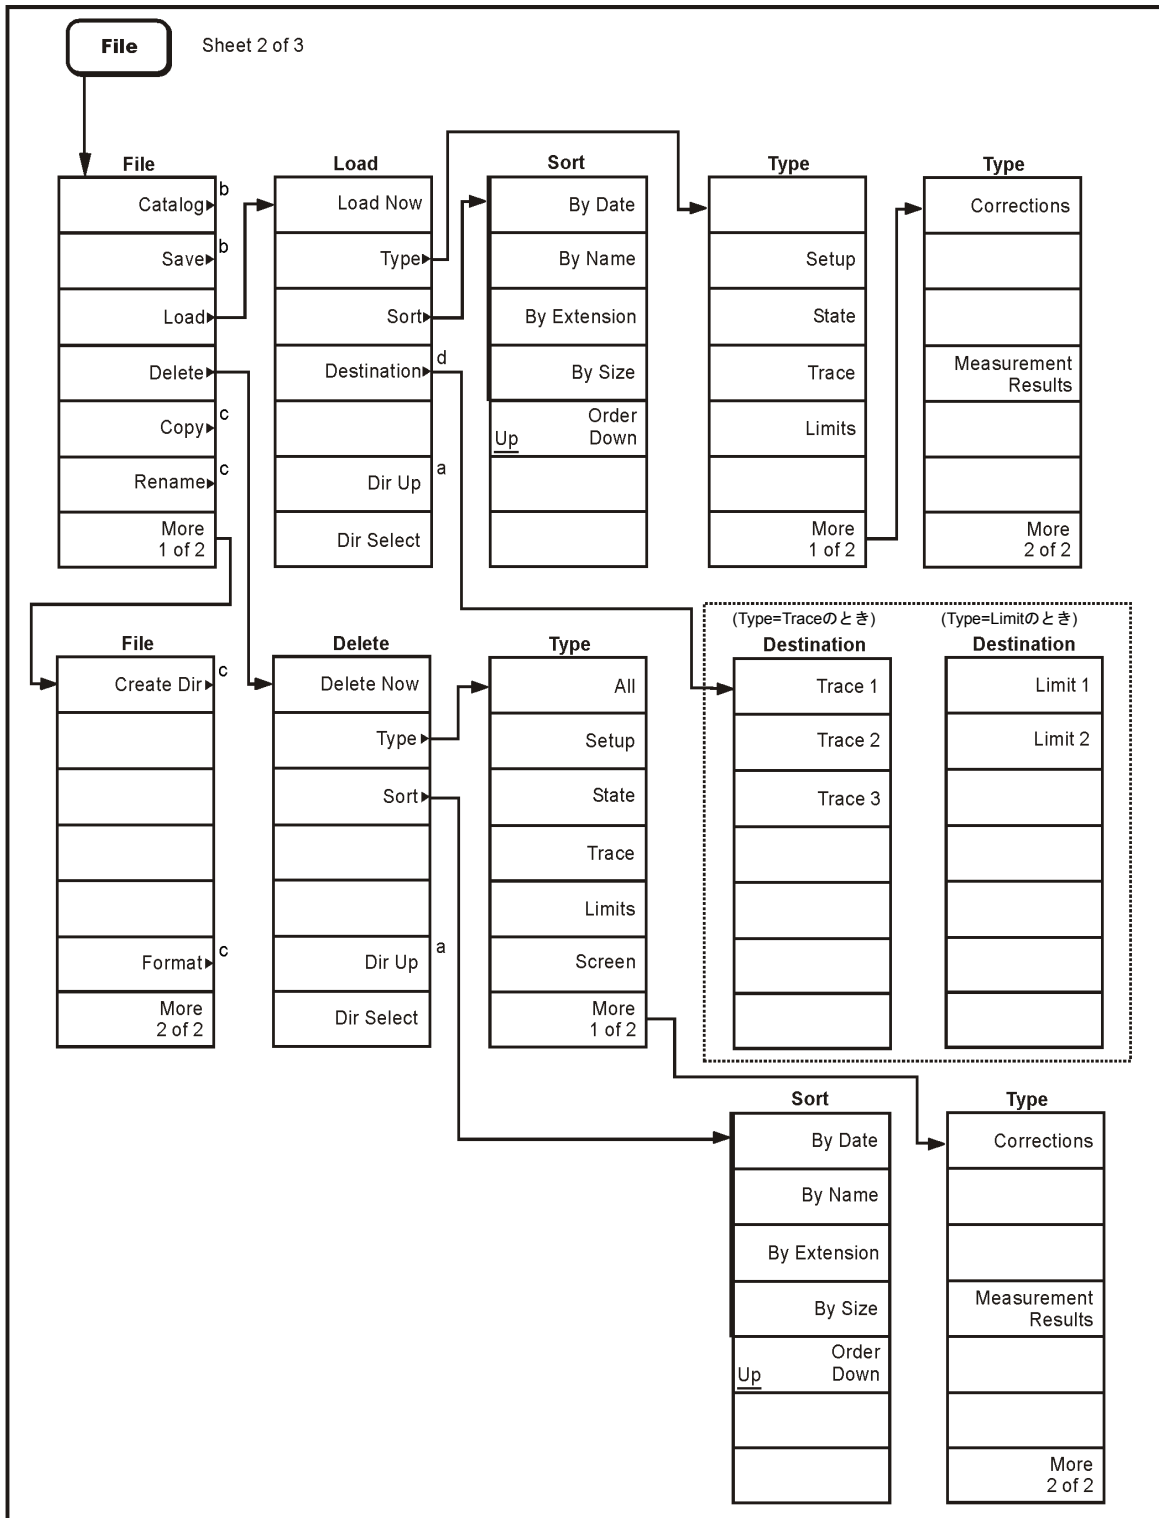 File
Sheet 2 of 3
File
Catalog
b
Save
b
Load
Delete
Copy
c
Rename
c
More
1 of 2
Load
Load Now
Type
Sort
Destination
d
Dir Up
a
Dir Select
Sort
By Date
By Name
By Extension
By Size
Order
Up Down
Type
Setup
State
Trace
Limits
More
1 of 2
Type
Corrections
Measurement
Results
More
2 of 2
File
Create Dir
c
Format
c
More
2 of 2
Delete
Delete Now
Type
Sort
Dir Up
a
Dir Select
Type
All
Setup
State
Trace
Limits
Screen
More
1 of 2
(Type=Traceのとき)
Destination
Trace 1
Trace 2
Trace 3
(Type=Limitのとき)
Destination
Limit 1
Limit 2
Sort
By Date
By Name
By Extension
By Size
Order
Up Down
Type
Corrections
Measurement
Results
More
2 of 2